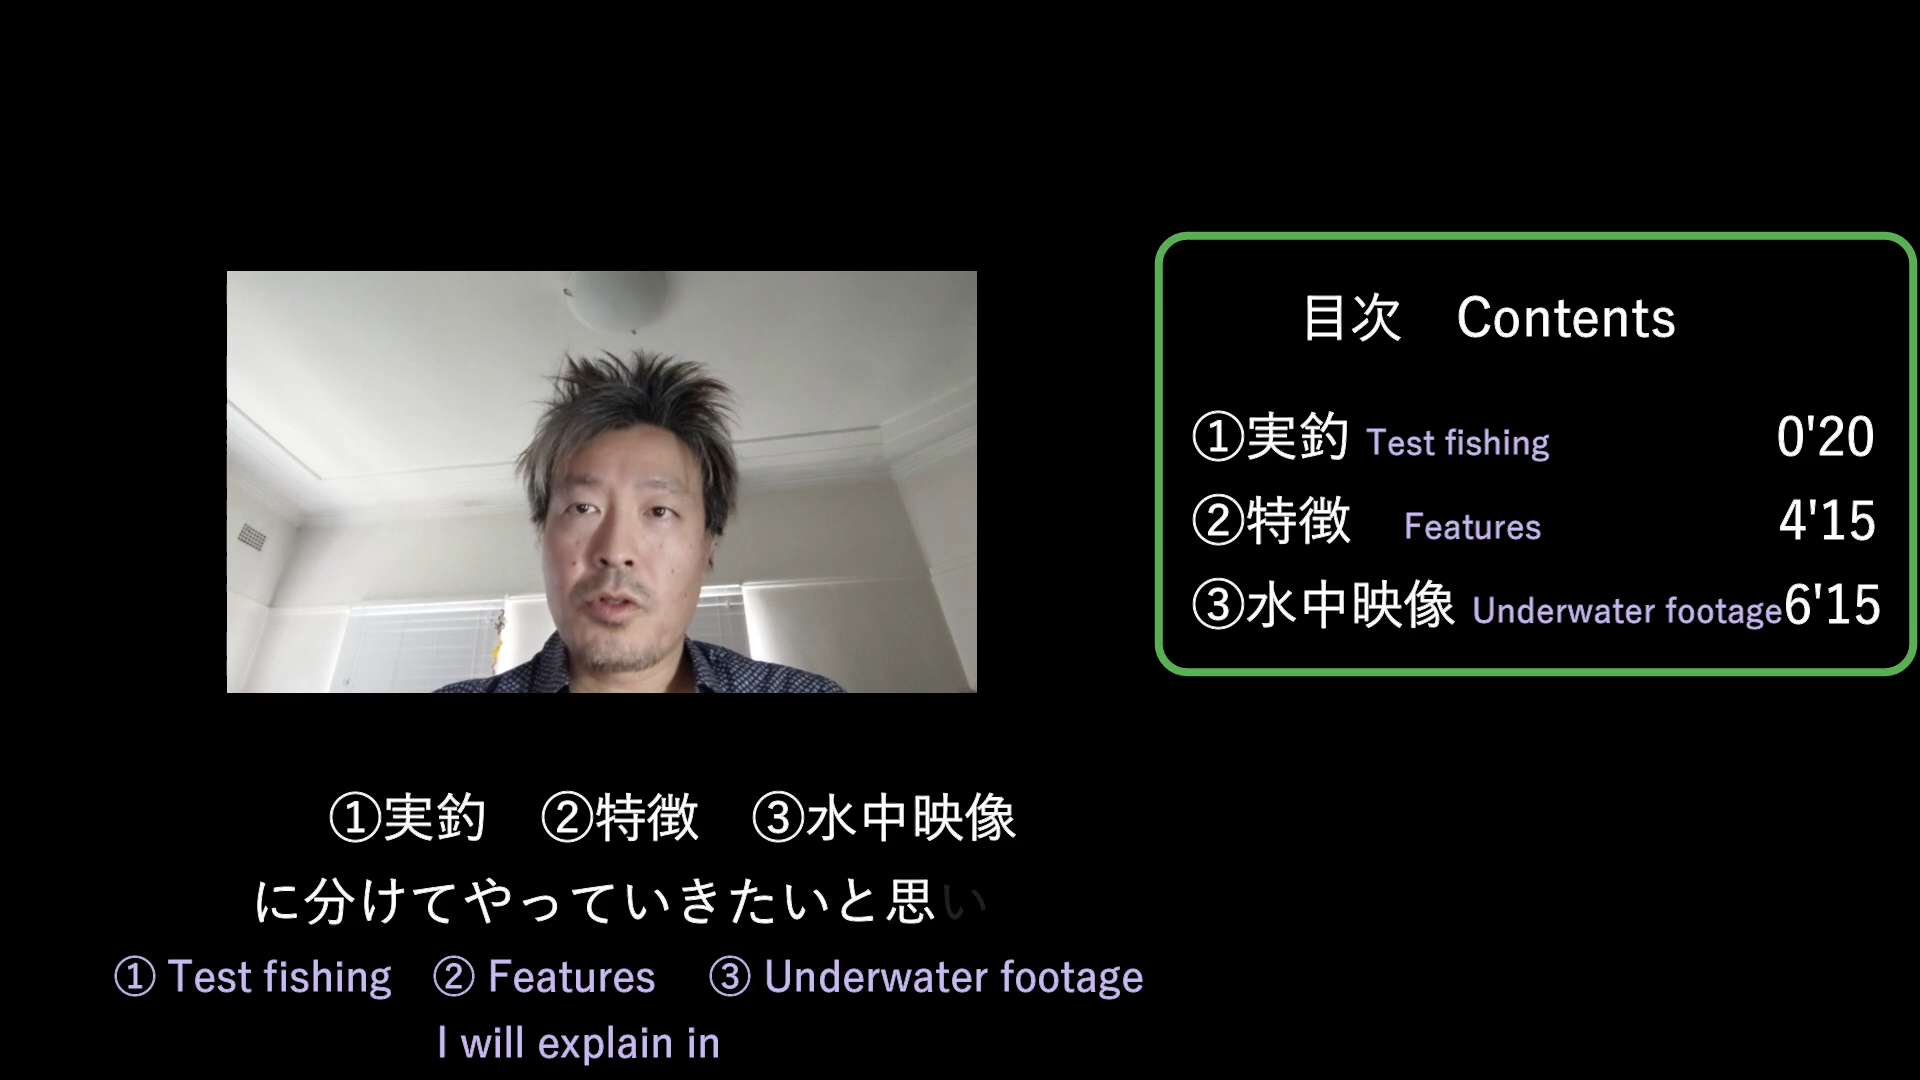 目次 Contents
①実釣 Test fishing 0'20
②特徴 Features 4'15
③水中映像 Underwater footage 6'15
①実釣 ②特徴 ③水中映像
に分けてやっていきたいと思い
① Test fishing ② Features ③ Underwater footage
I will explain in